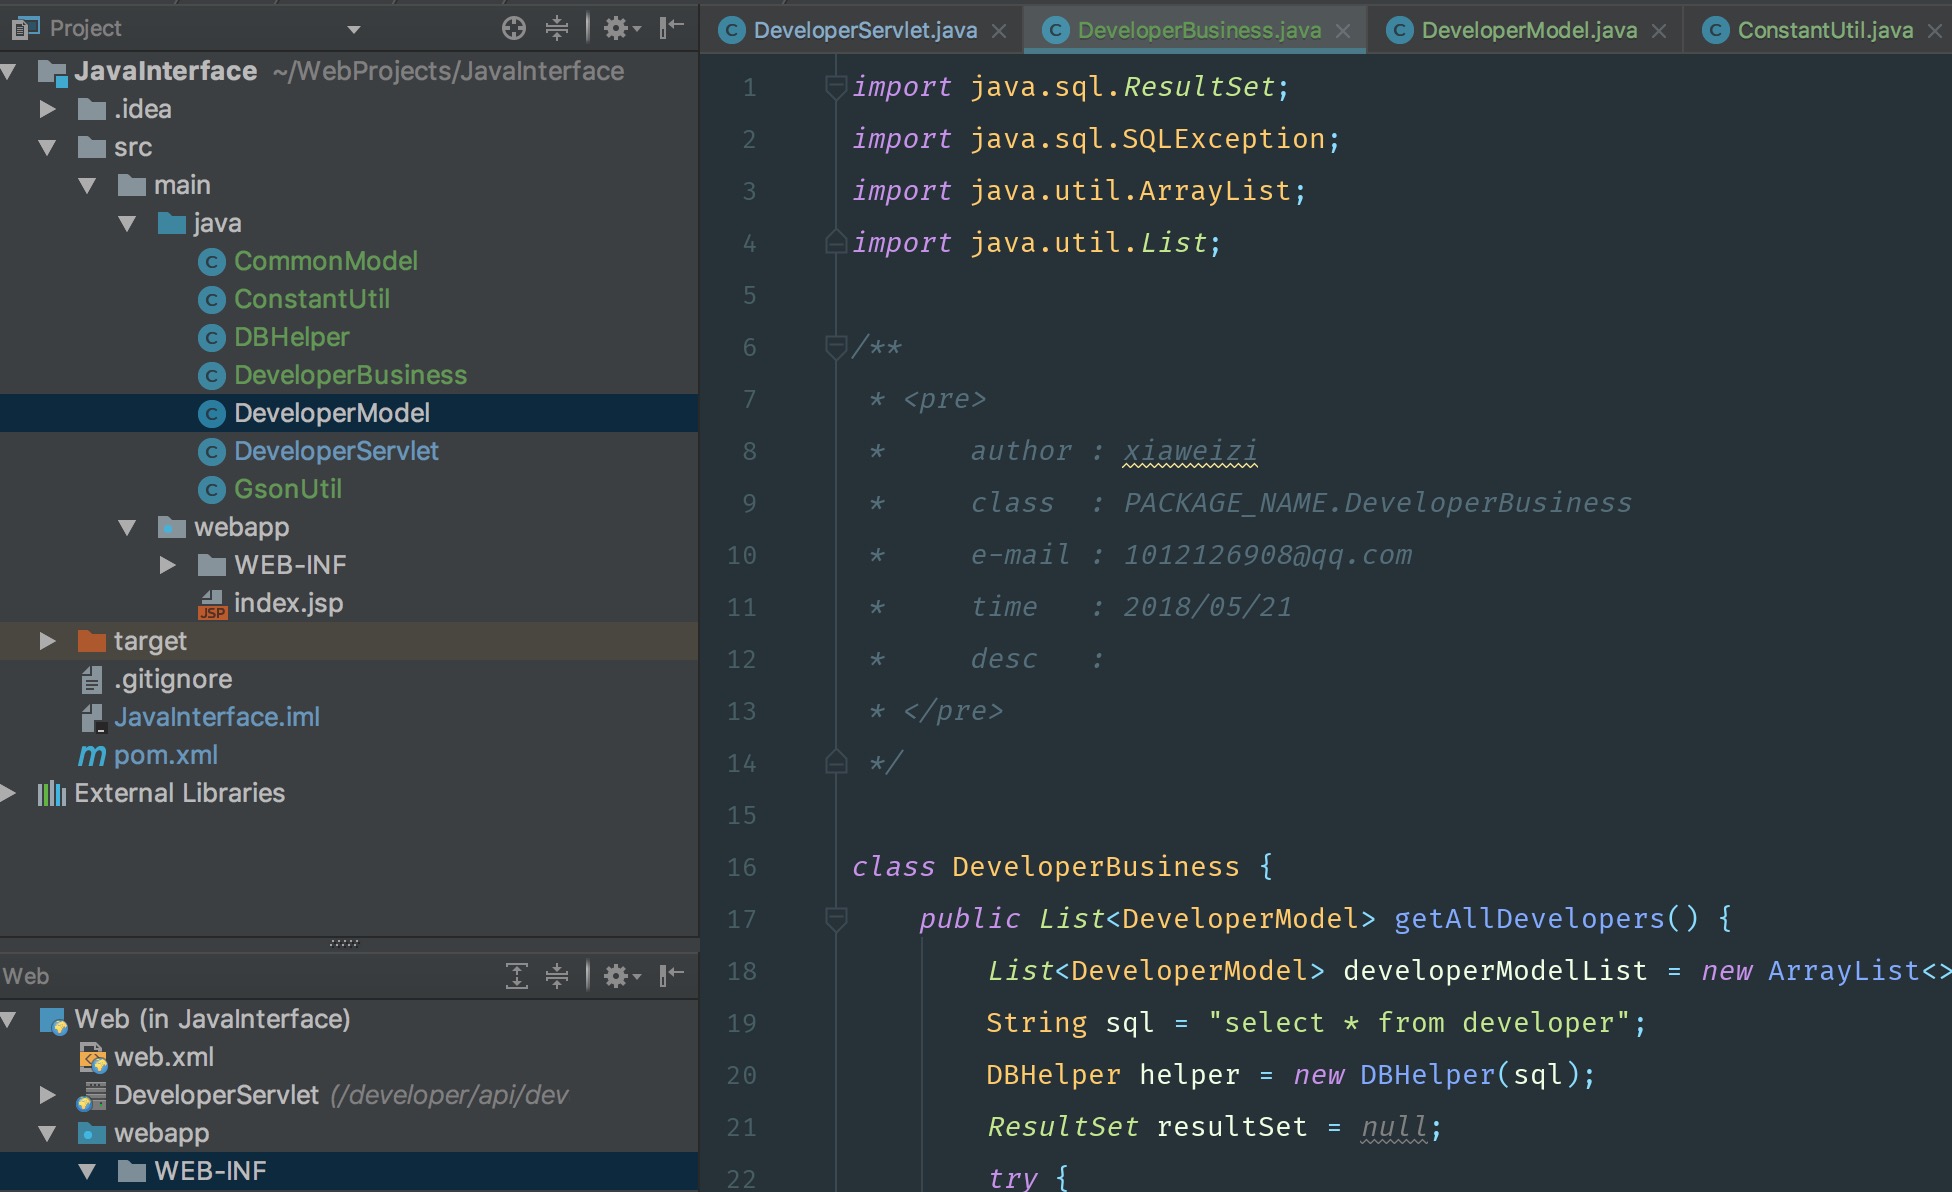 Project
JavaInterface ~/WebProjects/JavaInterface
.idea
src
main
java
CommonModel
ConstantUtil
DBHelper
DeveloperBusiness
DeveloperModel
DeveloperServlet
GsonUtil
webapp
WEB-INF
index.jsp
target
.gitignore
JavaInterface.iml
pom.xml
External Libraries
Web
Web (in JavaInterface)
web.xml
DeveloperServlet (/developer/api/dev
webapp
WEB-INF
DeveloperServlet.java DeveloperBusiness.java DeveloperModel.java ConstantUtil.java
1 import java.sql.ResultSet;
2 import java.sql.SQLException;
3 import java.util.ArrayList;
4 import java.util.List;
5
6 /**
7 * <pre>
8 * author : xiaweizi
9 * class : PACKAGE_NAME.DeveloperBusiness
10 * e-mail : 1012126908@qq.com
11 * time : 2018/05/21
12 * desc :
13 * </pre>
14 */
15
16 class DeveloperBusiness {
17 public List<DeveloperModel> getAllDevelopers() {
18 List<DeveloperModel> developerModelList = new ArrayList<>
19 String sql = "select * from developer";
20 DBHelper helper = new DBHelper(sql);
21 ResultSet resultSet = null;
22 try {